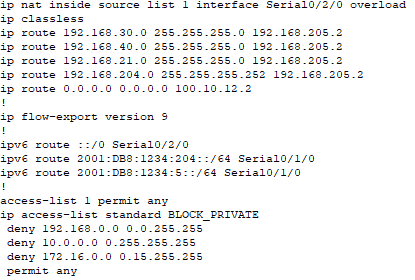 ip nat inside source list 1 interface Serial0/2/0 overload
ip classless
ip route 192.168.30.0 255.255.255.0 192.168.205.2
ip route 192.168.40.0 255.255.255.0 192.168.205.2
ip route 192.168.21.0 255.255.255.0 192.168.205.2
ip route 192.168.204.0 255.255.255.252 192.168.205.2
ip route 0.0.0.0 0.0.0.0 100.10.12.2
!
ip flow-export version 9
!
ipv6 route ::/0 Serial0/2/0
ipv6 route 2001:DB8:1234:204::/64 Serial0/1/0
ipv6 route 2001:DB8:1234:5::/64 Serial0/1/0
!
access-list 1 permit any
ip access-list standard BLOCK_PRIVATE
 deny 192.168.0.0 0.0.255.255
 deny 10.0.0.0 0.255.255.255
 deny 172.16.0.0 0.15.255.255
 permit any